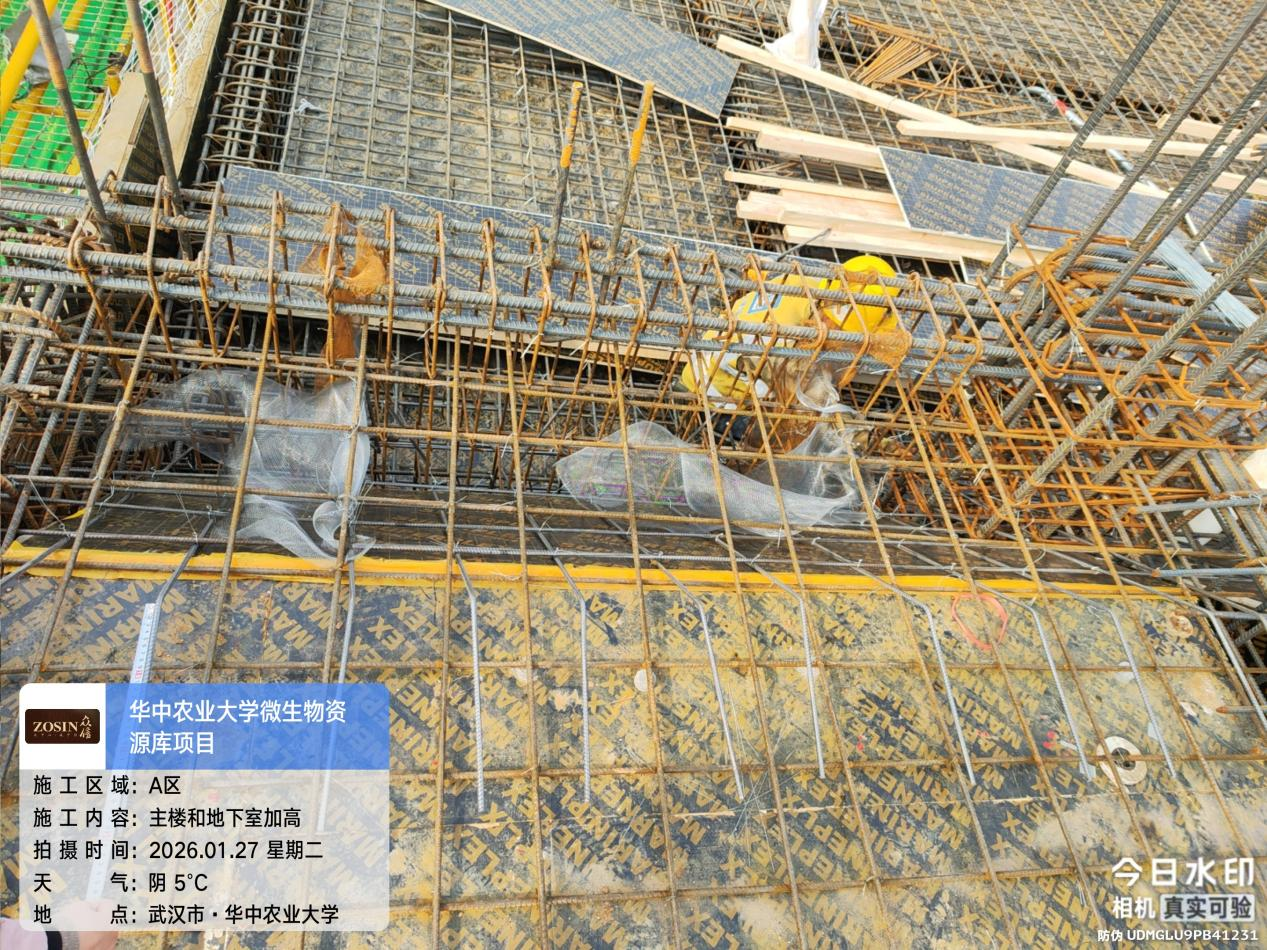 ZOSIN 众信
华中农业大学微生物资
源库项目
施工区域：A区
施工内容：主楼和地下室加高
拍摄时间：2026.01.27 星期二
天气：阴 5°C
地点：武汉市·华中农业大学
今日水印
相机 真实可验
防伪 UDMGLU9PB41231